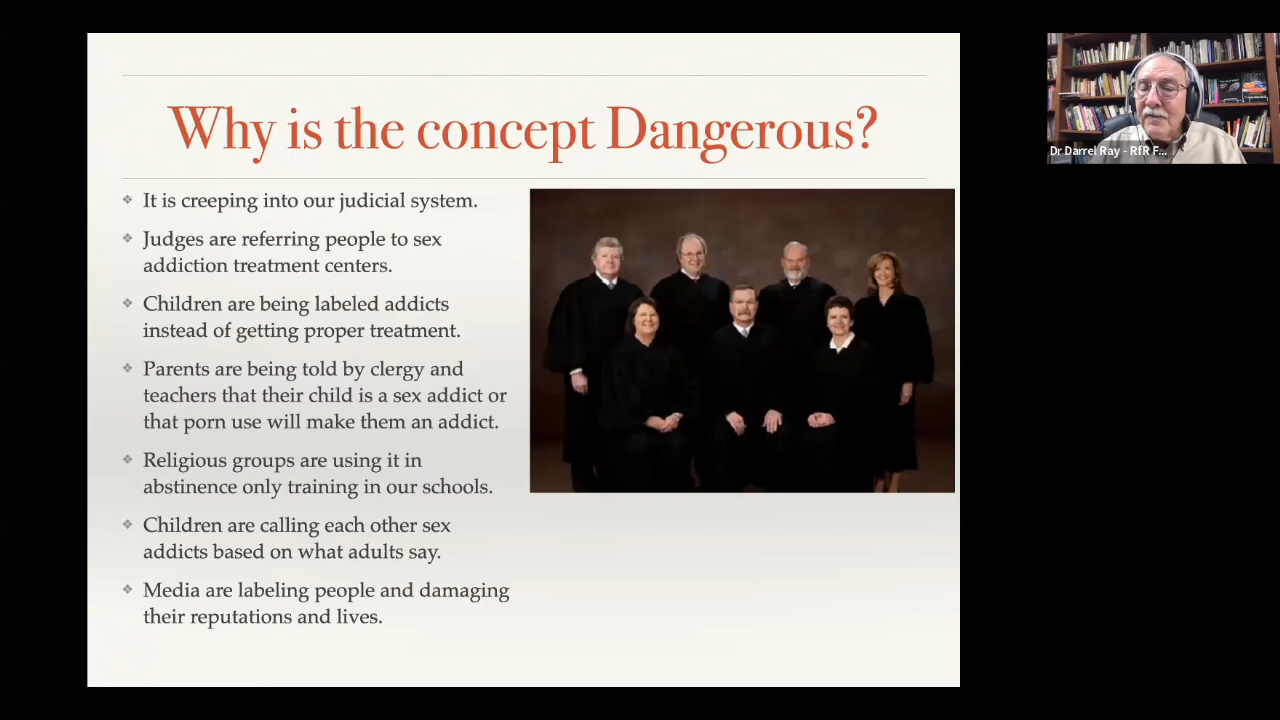 Why is the concept Dangerous?
❖ It is creeping into our judicial system.
❖ Judges are referring people to sex
addiction treatment centers.
❖ Children are being labeled addicts
instead of getting proper treatment.
❖ Parents are being told by clergy and
teachers that their child is a sex addict or
that porn use will make them an addict.
❖ Religious groups are using it in
abstinence only training in our schools.
❖ Children are calling each other sex
addicts based on what adults say.
❖ Media are labeling people and damaging
their reputations and lives.
Dr Darrel Ray - RfR F...